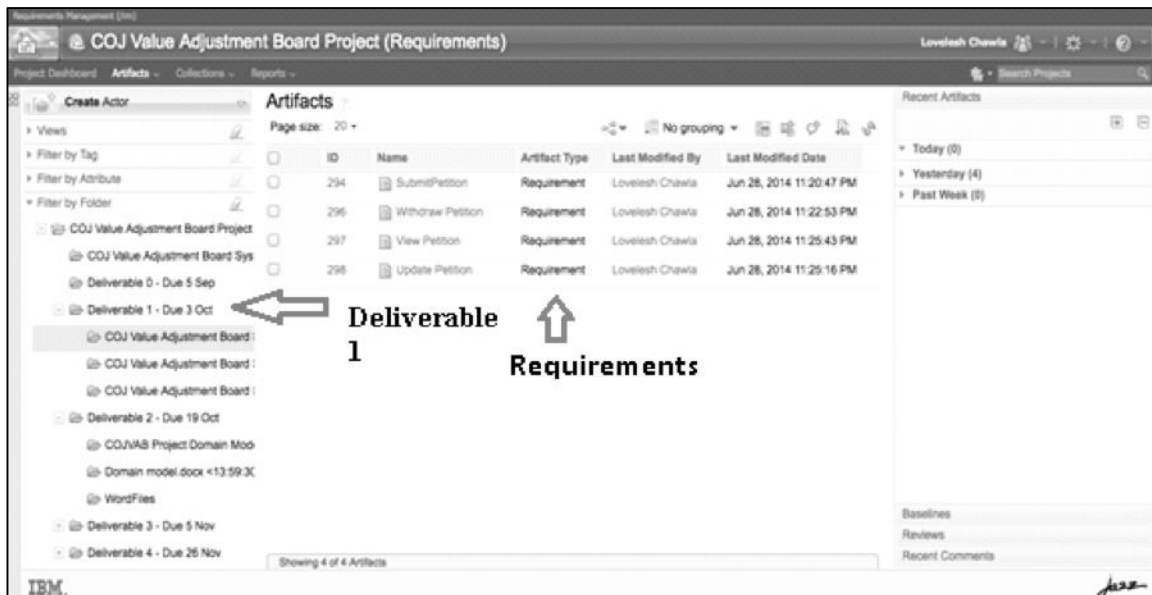 Requirements Management (/rm)
COJ Value Adjustment Board Project (Requirements)
Lovelesh Chawla
Project Dashboard Artifacts Collections Reports
Search Projects
Create Actor
Views
Filter by Tag
Filter by Attribute
Filter by Folder
COJ Value Adjustment Board Project
COJ Value Adjustment Board Sys
Deliverable 0 - Due 5 Sep
Deliverable 1 - Due 3 Oct
COJ Value Adjustment Board
COJ Value Adjustment Board
COJ Value Adjustment Board
Deliverable 2 - Due 19 Oct
COJVAB Project Domain Mod
Domain model.docx <13:59:30
WordFiles
Deliverable 3 - Due 5 Nov
Deliverable 4 - Due 26 Nov
Artifacts
Page size: 20
No grouping
ID Name Artifact Type Last Modified By Last Modified Date
294 SubmitPetition Requirement Lovelesh Chawla Jun 28, 2014 11:20:47 PM
296 Withdraw Petition Requirement Lovelesh Chawla Jun 28, 2014 11:22:53 PM
297 View Petition Requirement Lovelesh Chawla Jun 28, 2014 11:25:43 PM
298 Update Petition Requirement Lovelesh Chawla Jun 28, 2014 11:25:16 PM
Deliverable
1
Requirements
Showing 4 of 4 Artifacts
Recent Artifacts
Today (0)
Yesterday (4)
Past Week (0)
Baselines
Reviews
Recent Comments
IBM.
jazz